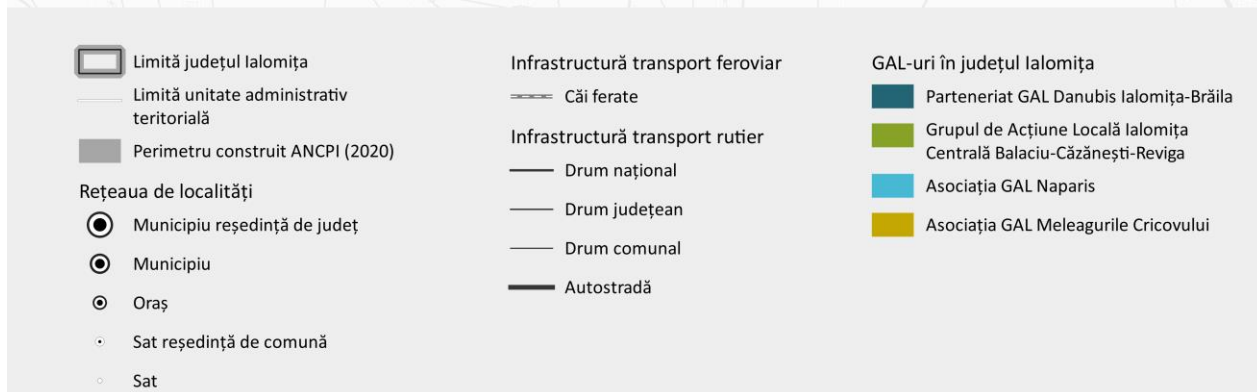 Limită județul Ialomița
Limită unitate administrativ
teritorială
Perimetru construit ANCPI (2020)
Rețeaua de localități
Municipiu reședință de județ
Municipiu
Oraș
Sat reședință de comună
Sat
Infrastructură transport feroviar
Căi ferate
Infrastructură transport rutier
Drum național
Drum județean
Drum comunal
Autostradă
GAL-uri în județul Ialomița
Parteneriat GAL Danubis Ialomița-Brăila
Grupul de Acțiune Locală Ialomița
Centrală Balaciu-Căzănești-Reviga
Asociația GAL Naparis
Asociația GAL Meleagurile Cricovului